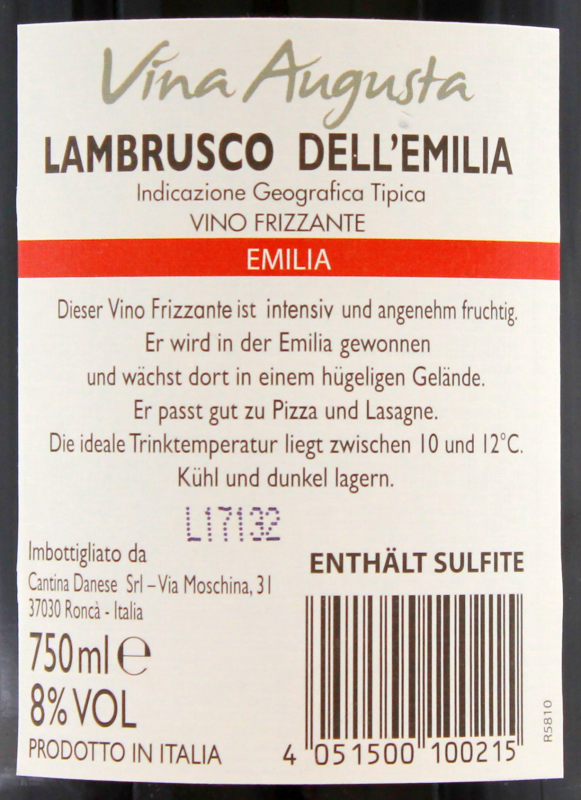 Vina Augusta
LAMBRUSCO DELL'EMILIA
Indicazione Geografica Tipica
VINO FRIZZANTE
EMILIA
Dieser Vino Frizzante ist intensiv und angenehm fruchtig.
Er wird in der Emilia gewonnen
und wächst dort in einem hügeligen Gelände.
Er passt gut zu Pizza und Lasagne.
Die ideale Trinktemperatur liegt zwischen 10 und 12°C.
Kühl und dunkel lagern.
L17132
Imbottigliato da
Cantina Danese Srl – Via Moschina, 31
37030 Roncà - Italia
750 ml e
8% VOL
PRODOTTO IN ITALIA
ENTHÄLT SULFITE
4 051500 100215
R5810